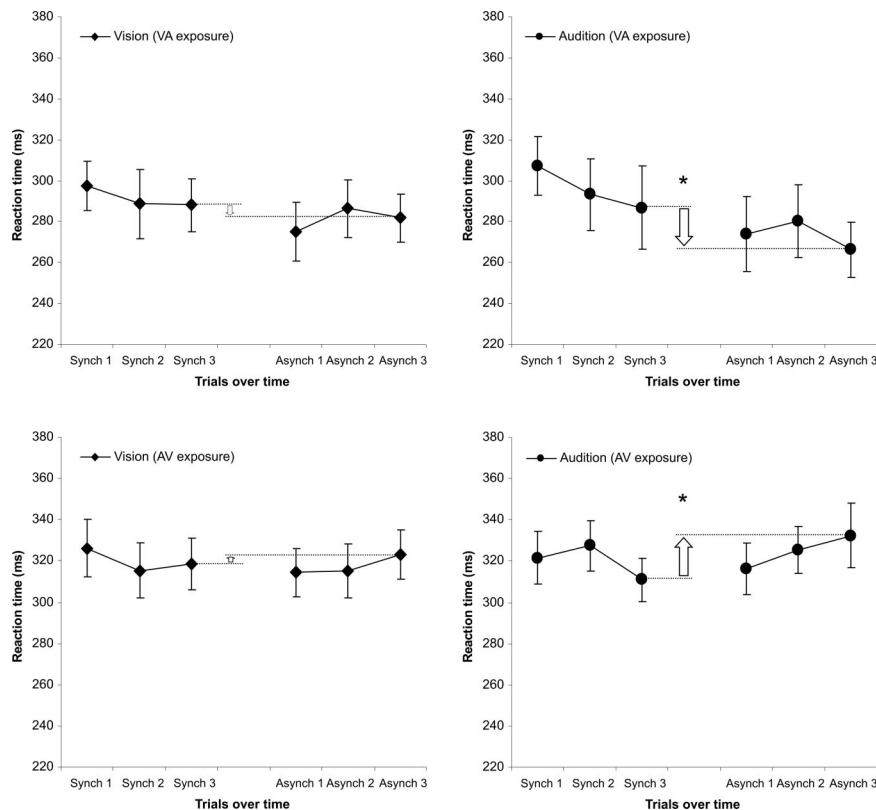 Vision (VA exposure)
Reaction time (ms)
380
360
340
320
300
280
260
240
220
Synch 1 Synch 2 Synch 3 Asynch 1 Asynch 2 Asynch 3
Trials over time
Audition (VA exposure)
Reaction time (ms)
380
360
340
320
300
280
260
240
220
*
Synch 1 Synch 2 Synch 3 Asynch 1 Asynch 2 Asynch 3
Trials over time
Vision (AV exposure)
Reaction time (ms)
380
360
340
320
300
280
260
240
220
Synch 1 Synch 2 Synch 3 Asynch 1 Asynch 2 Asynch 3
Trials over time
Audition (AV exposure)
Reaction time (ms)
380
360
340
320
300
280
260
240
220
*
Synch 1 Synch 2 Synch 3 Asynch 1 Asynch 2 Asynch 3
Trials over time